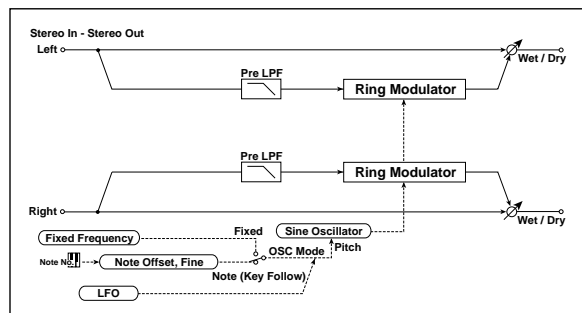 Stereo In - Stereo Out
Left
Wet / Dry
Pre LPF
Ring Modulator
Pre LPF
Ring Modulator
Right
Wet / Dry
Fixed Frequency
Fixed
Sine Oscillator
OSC Mode
Pitch
Note No.
Note Offset, Fine
Note (Key Follow)
LFO